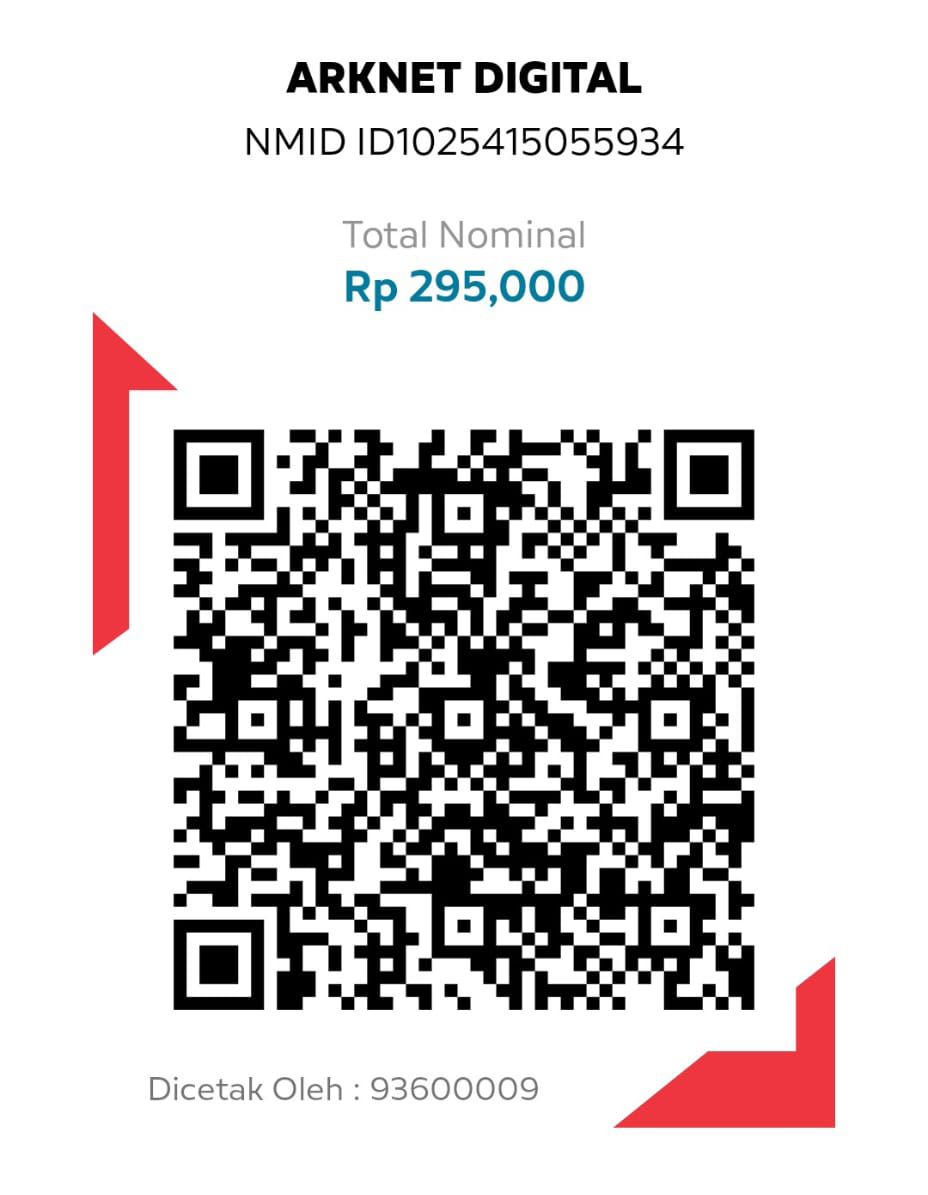 ARKNET DIGITAL
NMID ID1025415055934
Total Nominal
Rp 295,000
Dicetak Oleh : 93600009